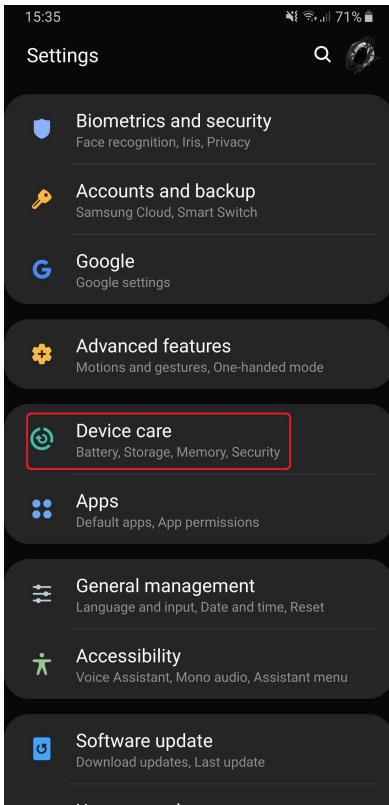 15:35 71%
Settings
Biometrics and security
Face recognition, Iris, Privacy
Accounts and backup
Samsung Cloud, Smart Switch
Google
Google settings
Advanced features
Motions and gestures, One-handed mode
Device care
Battery, Storage, Memory, Security
Apps
Default apps, App permissions
General management
Language and input, Date and time, Reset
Accessibility
Voice Assistant, Mono audio, Assistant menu
Software update
Download updates, Last update